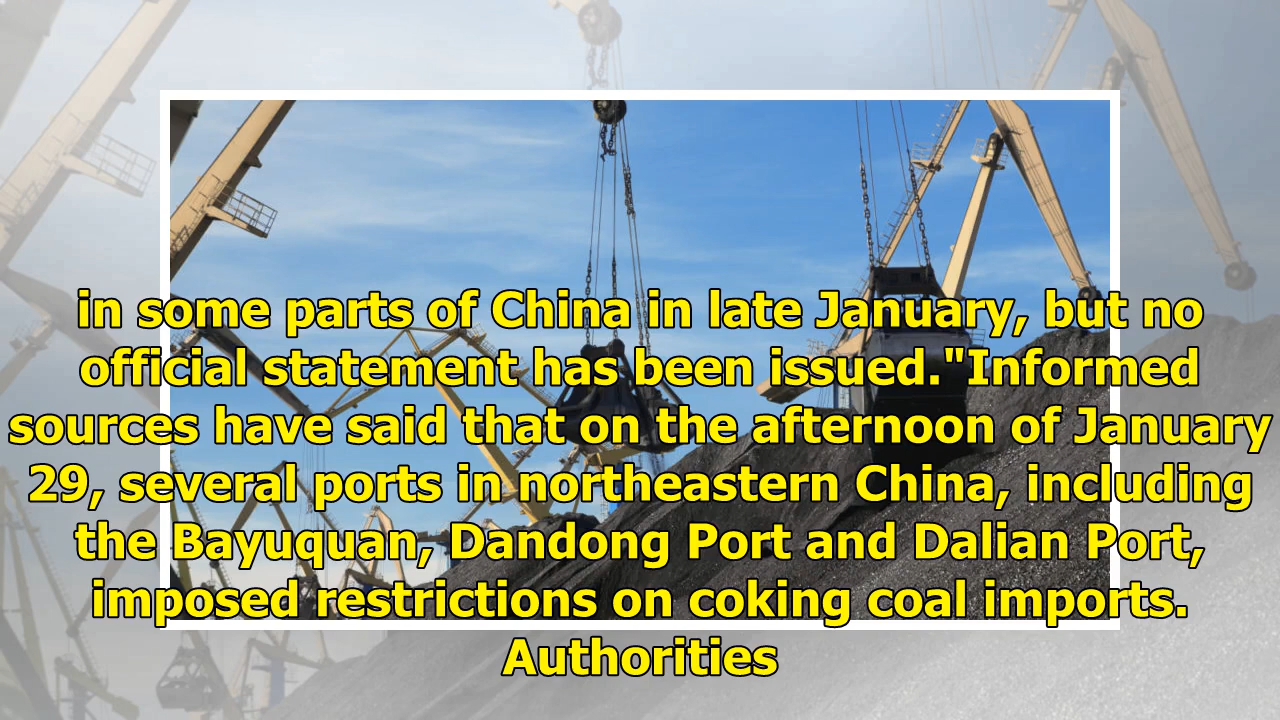 in some parts of China in late January, but no
official statement has been issued."Informed
sources have said that on the afternoon of January
29, several ports in northeastern China, including
the Bayuquan, Dandong Port and Dalian Port,
imposed restrictions on coking coal imports.
Authorities